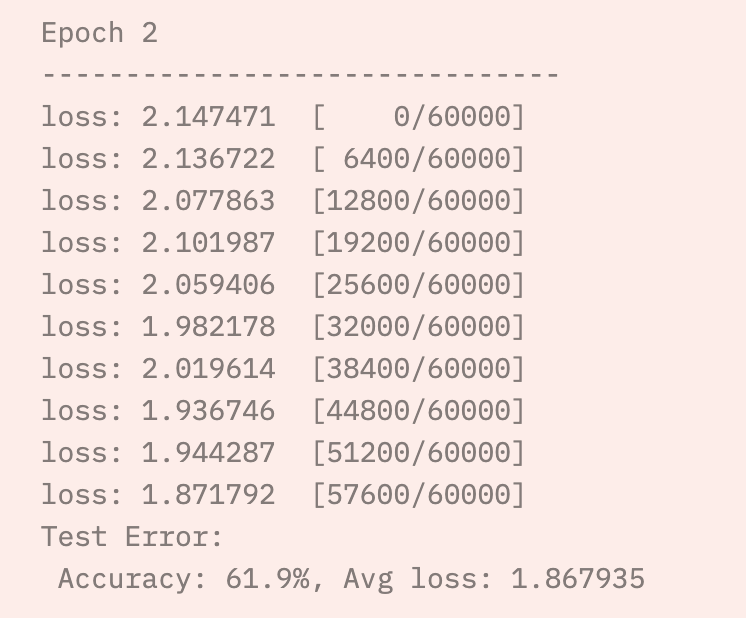 Epoch 2
-------------------------------
loss: 2.147471  [    0/60000]
loss: 2.136722  [ 6400/60000]
loss: 2.077863  [12800/60000]
loss: 2.101987  [19200/60000]
loss: 2.059406  [25600/60000]
loss: 1.982178  [32000/60000]
loss: 2.019614  [38400/60000]
loss: 1.936746  [44800/60000]
loss: 1.944287  [51200/60000]
loss: 1.871792  [57600/60000]
Test Error:
 Accuracy: 61.9%, Avg loss: 1.867935